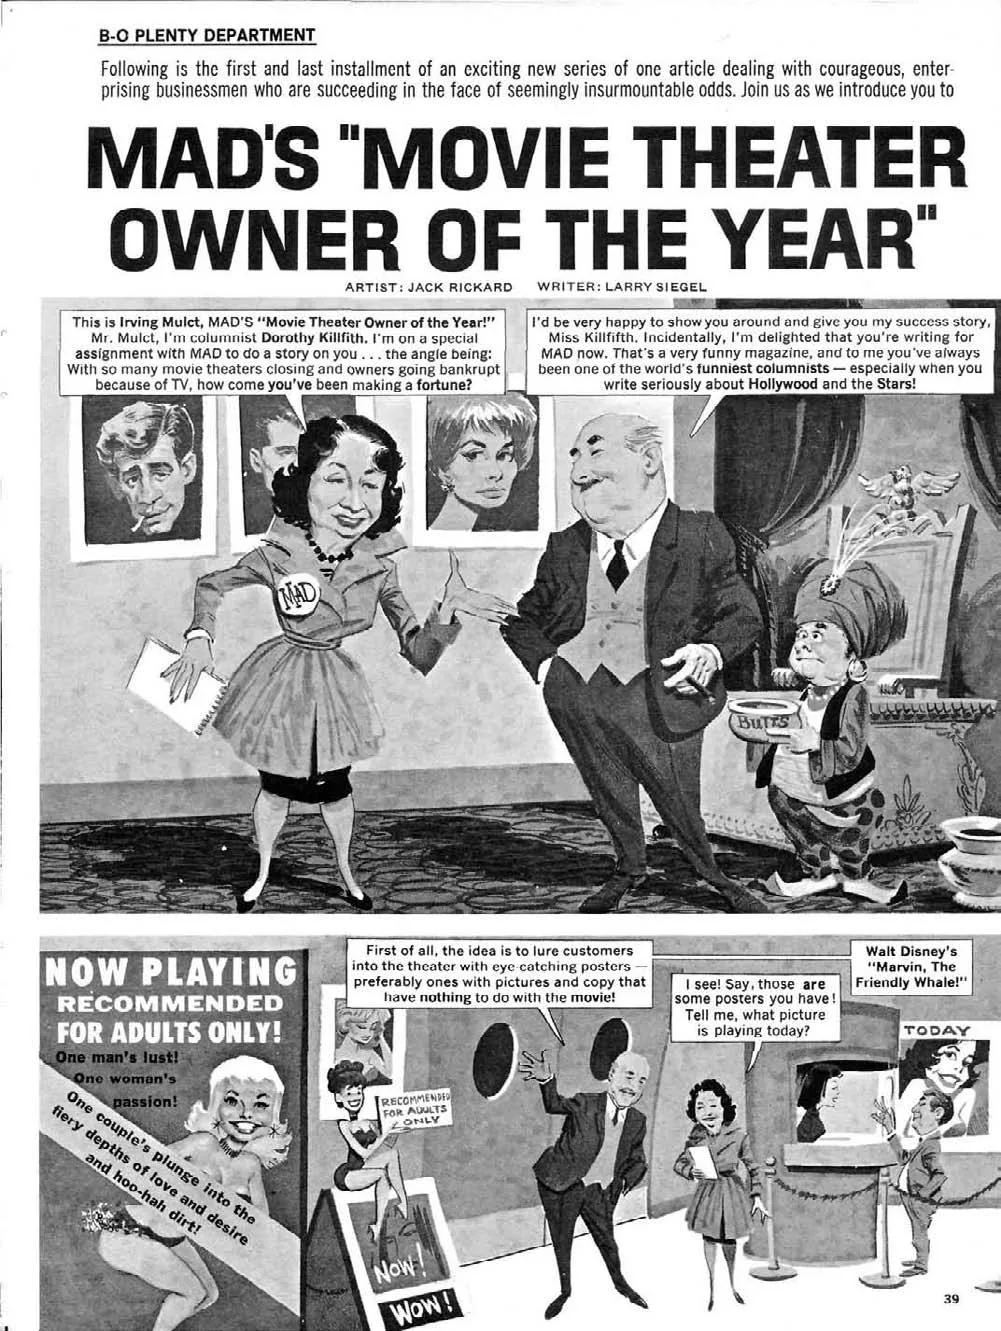 B-O PLENTY DEPARTMENT
Following is the first and last installment of an exciting new series of one article dealing with courageous, enter-
prising businessmen who are succeeding in the face of seemingly insurmountable odds. Join us as we introduce you to
MAD'S "MOVIE THEATER
OWNER OF THE YEAR"
ARTIST: JACK RICKARD WRITER: LARRY SIEGEL
This is Irving Mulct, MAD'S "Movie Theater Owner of the Year!"
Mr. Mulct, I'm columnist Dorothy Killfith. I'm on a special
assignment with MAD to do a story on you . . . the angle being:
With so many movie theaters closing and owners going bankrupt
because of TV, how come you've been making a fortune?
I'd be very happy to show you around and give you my success story,
Miss Killfifth. Incidentally, I'm delighted that you're writing for
MAD now. That's a very funny magazine, and to me you've always
been one of the world's funniest columnists — especially when you
write seriously about Hollywood and the Stars!
MAD
BUTTS
NOW PLAYING
RECOMMENDED
FOR ADULTS ONLY!
One man's lust!
One woman's
passion!
One couple's plunge into the
fiery depths of love and desire
and hoo-hah dirt!
First of all, the idea is to lure customers
into the theater with eye-catching posters —
preferably ones with pictures and copy that
have nothing to do with the movie!
RECOMMENDED
FOR ADULTS
ONLY
NOW!
WOW!
I see! Say, those are
some posters you have!
Tell me, what picture
is playing today?
Walt Disney's
"Marvin, The
Friendly Whale!"
TODAY
39